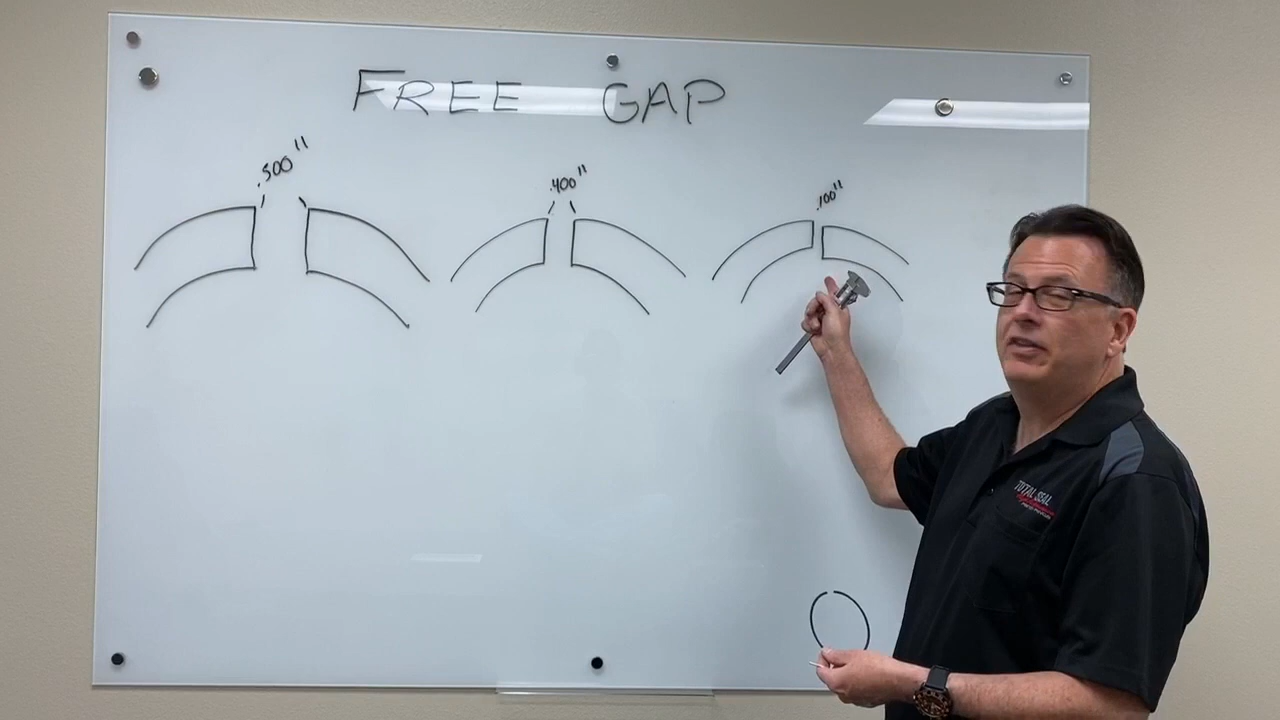 FREE GAP
.500"
.400"
.100"
TOTAL SEAL